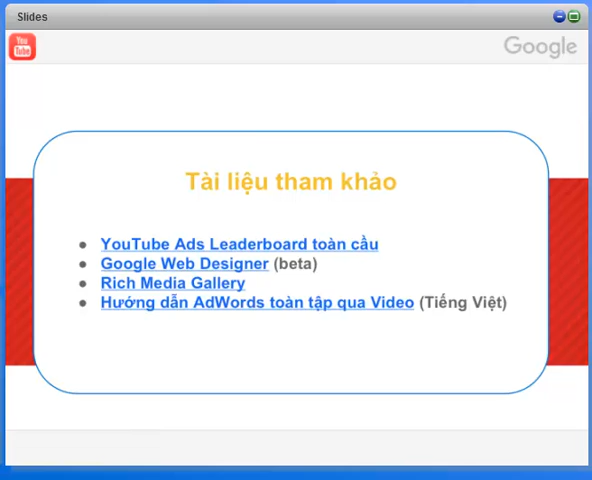 Slides
You
Tube
Google
Tài liệu tham khảo
● YouTube Ads Leaderboard toàn cầu
● Google Web Designer (beta)
● Rich Media Gallery
● Hướng dẫn AdWords toàn tập qua Video (Tiếng Việt)